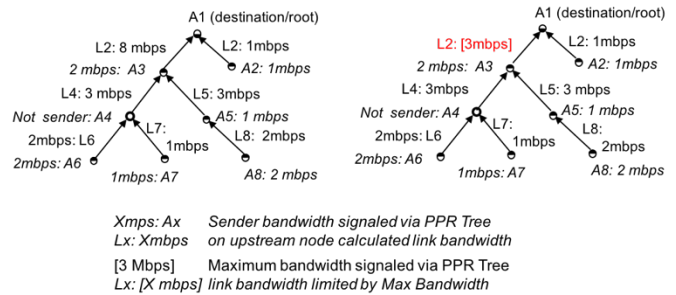 A1 (destination/root)
L2: 8 mbps
L2: 1mbps
2 mbps: A3
A2: 1mbps
L4: 3 mbps
L5: 3mbps
Not sender: A4
A5: 1 mbps
2mbps: L6
L7:
1mbps
L8: 2mbps
2mbps: A6
1mbps: A7
A8: 2 mbps
A1 (destination/root)
L2: [3mbps]
L2: 1mbps
2 mbps: A3
A2: 1mbps
L4: 3mbps
L5: 3 mbps
Not sender: A4
A5: 1 mbps
2mbps: L6
L7:
1mbps
L8:
2mbps
2mbps: A6
1mbps: A7
A8: 2 mbps
Xmps: Ax Sender bandwidth signaled via PPR Tree
Lx: Xmbps on upstream node calculated link bandwidth
[3 Mbps] Maximum bandwidth signaled via PPR Tree
Lx: [X mbps] link bandwidth limited by Max Bandwidth